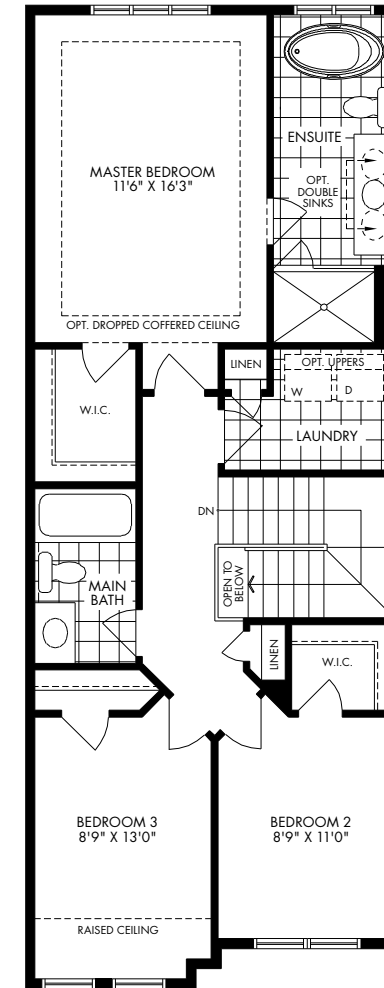 ENSUITE
MASTER BEDROOM
11'6" X 16'3"
OPT.
DOUBLE
SINKS
OPT. DROPPED COFFERED CEILING
LINEN
OPT. UPPERS
W
D
W.I.C.
LAUNDRY
DN
OPEN TO
BELOW
MAIN
BATH
LINEN
W.I.C.
BEDROOM 3
8'9" X 13'0"
BEDROOM 2
8'9" X 11'0"
RAISED CEILING